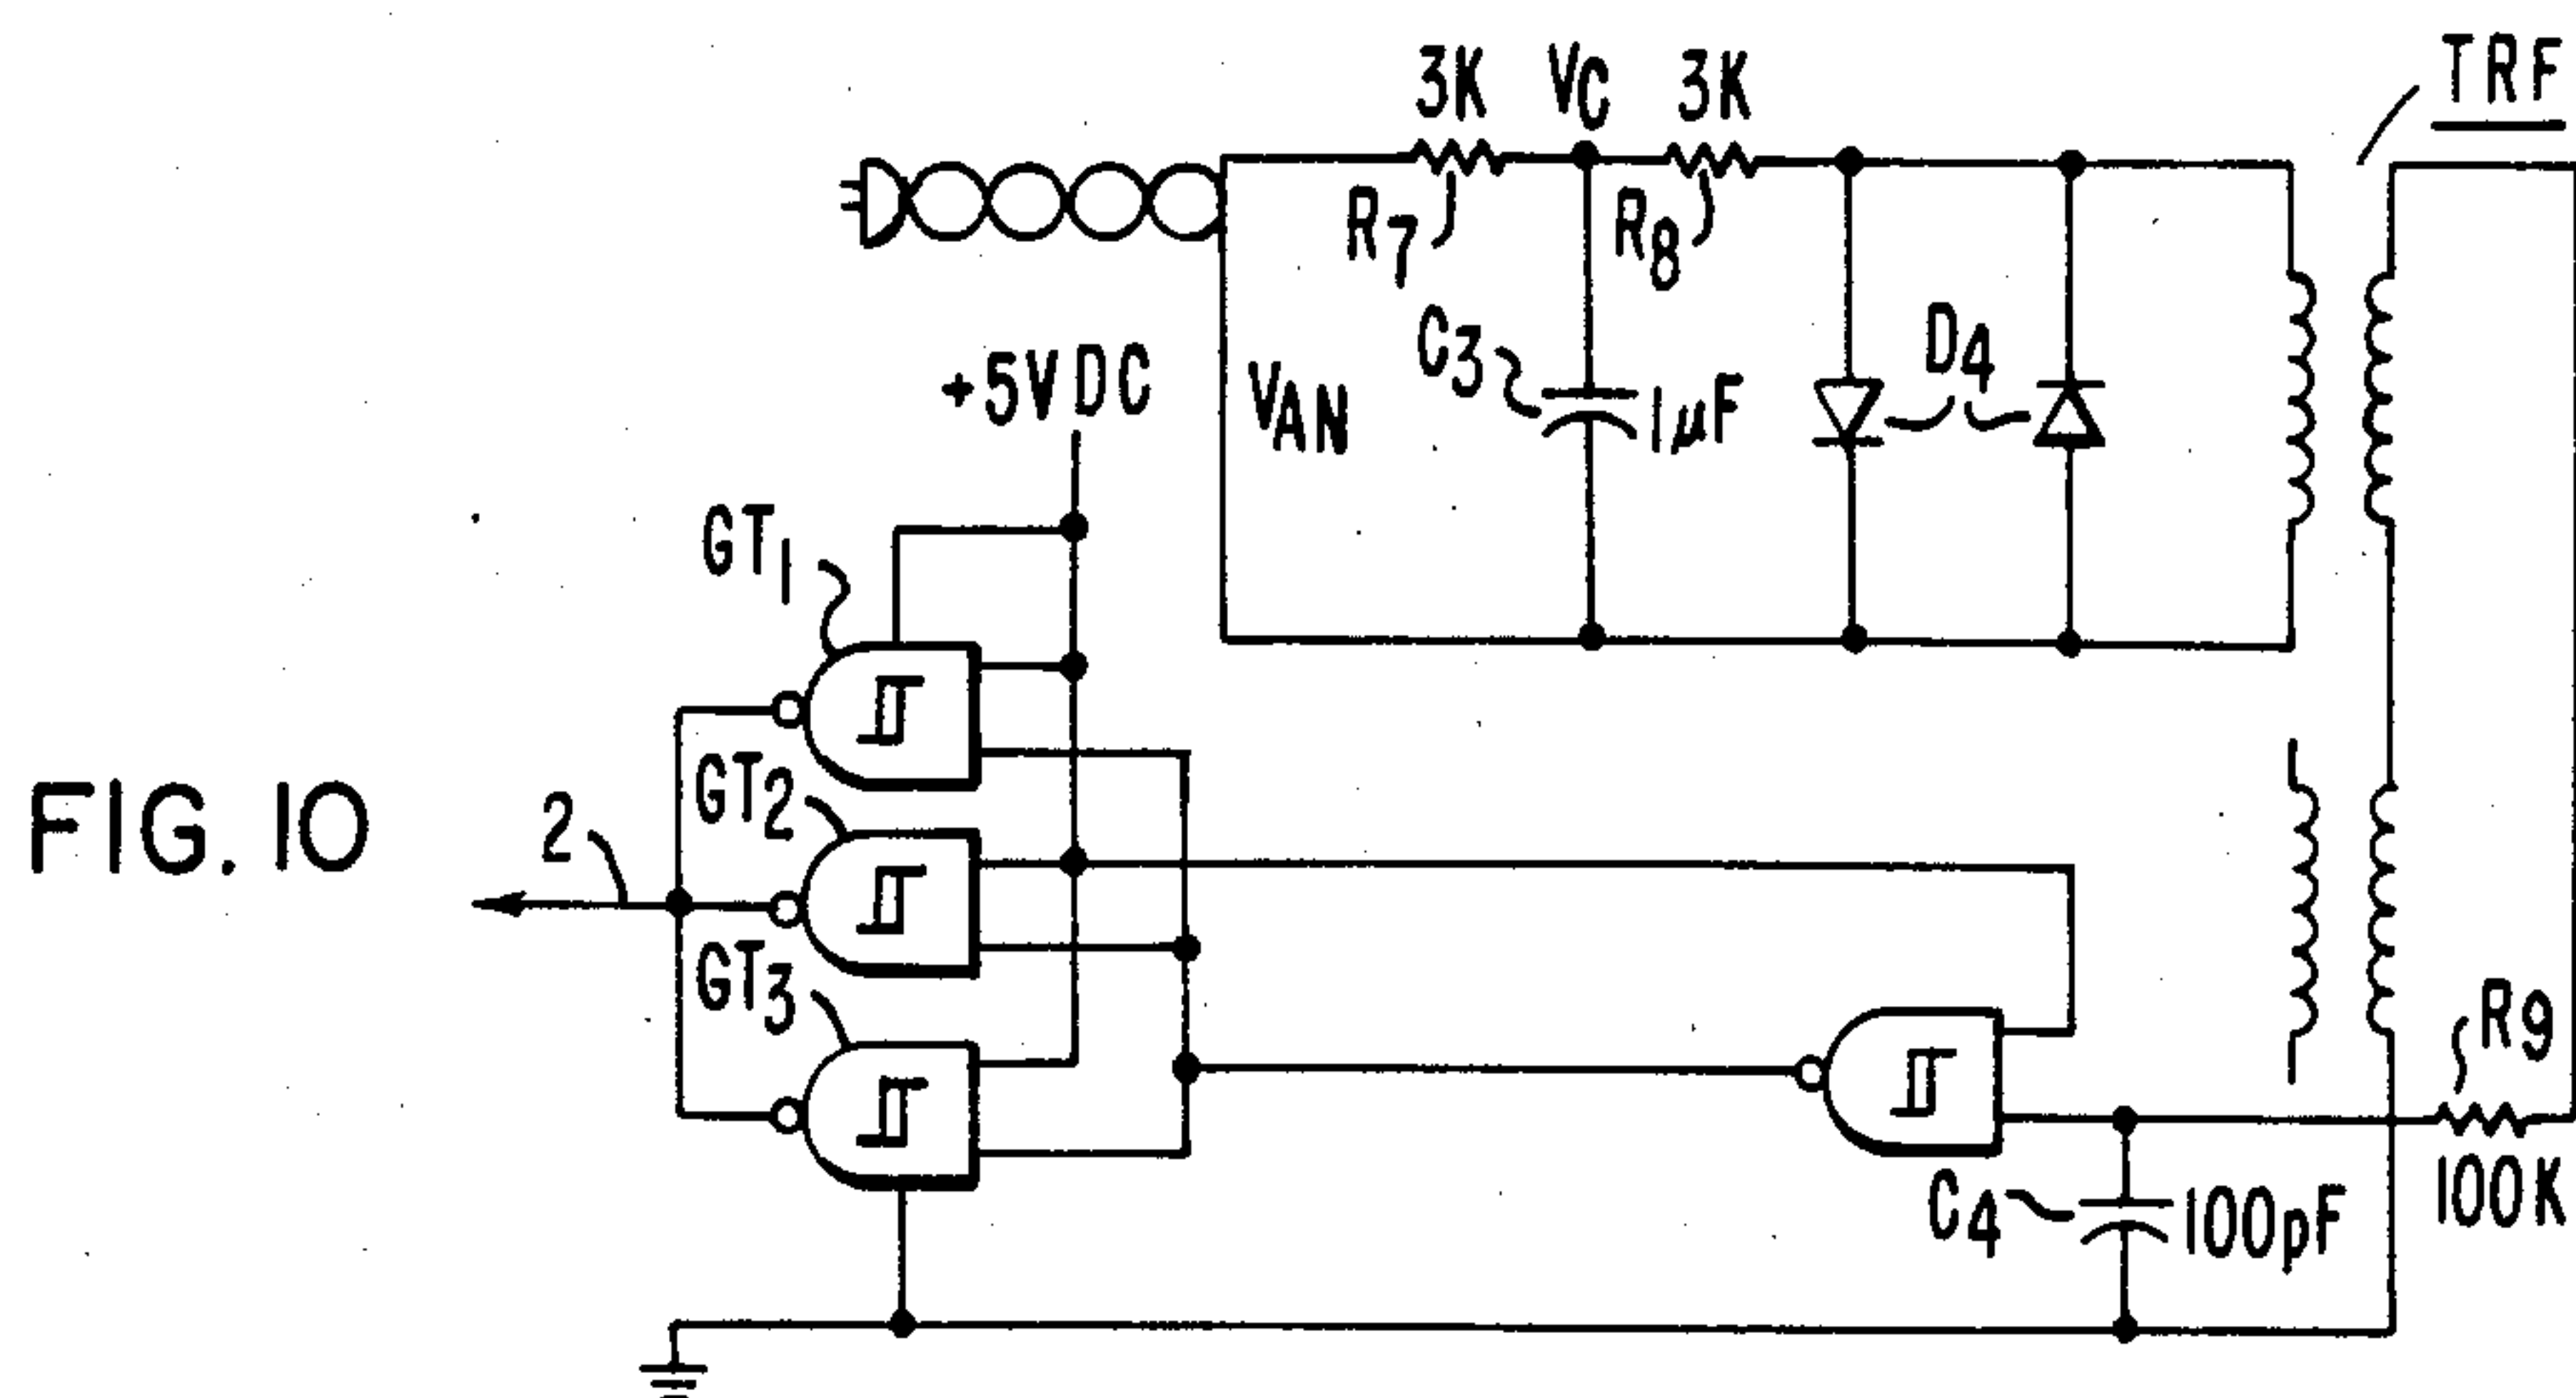 3K VC 3K TRF
R7 R8
C3 1µF D4
VAN
+5VDC
GT1
GT2
FIG. 10
2
GT3
R9
C4 100pF 100K